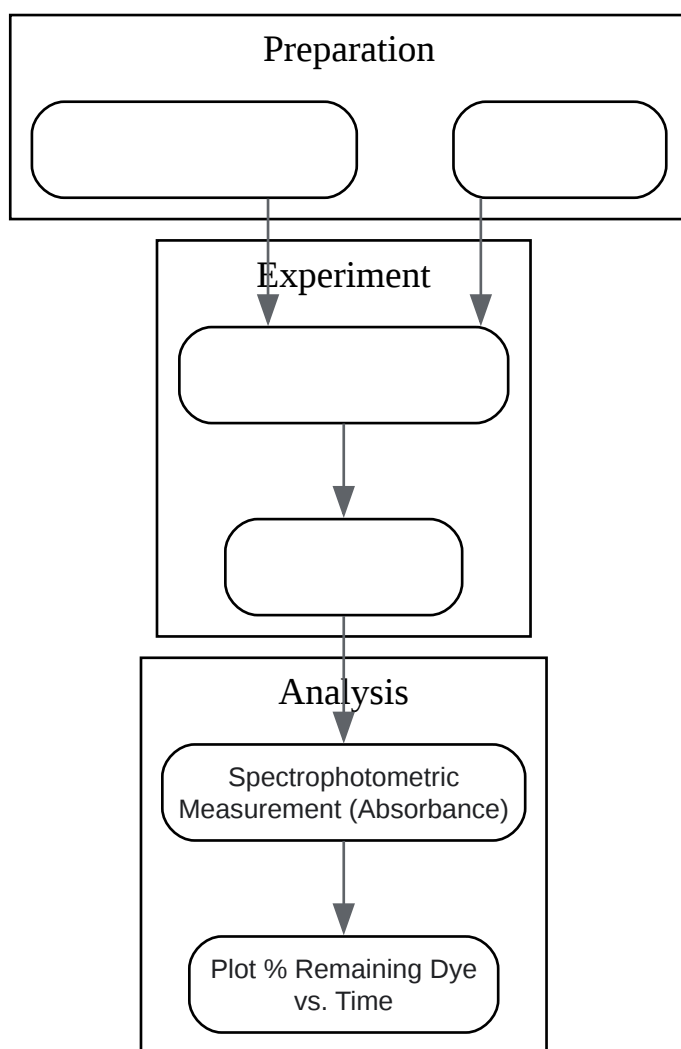 Preparation
Experiment
Analysis
Spectrophotometric
Measurement (Absorbance)
Plot % Remaining Dye
vs. Time